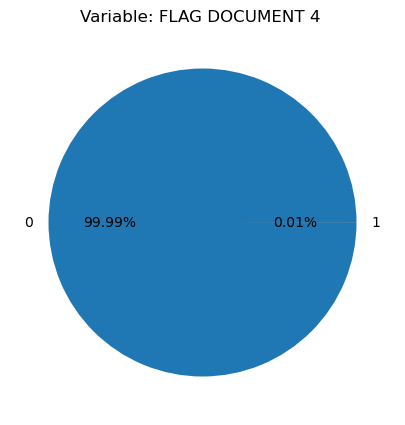 Variable: FLAG DOCUMENT 4
0 99.99% 0.01% 1